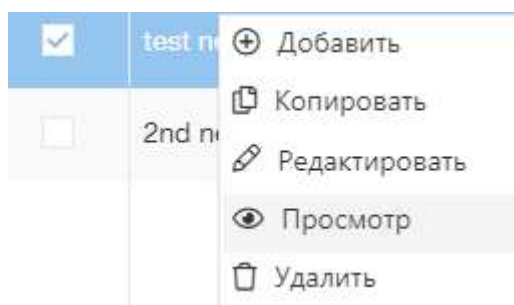 test
Добавить
Копировать
2nd
Редактировать
Просмотр
Удалить